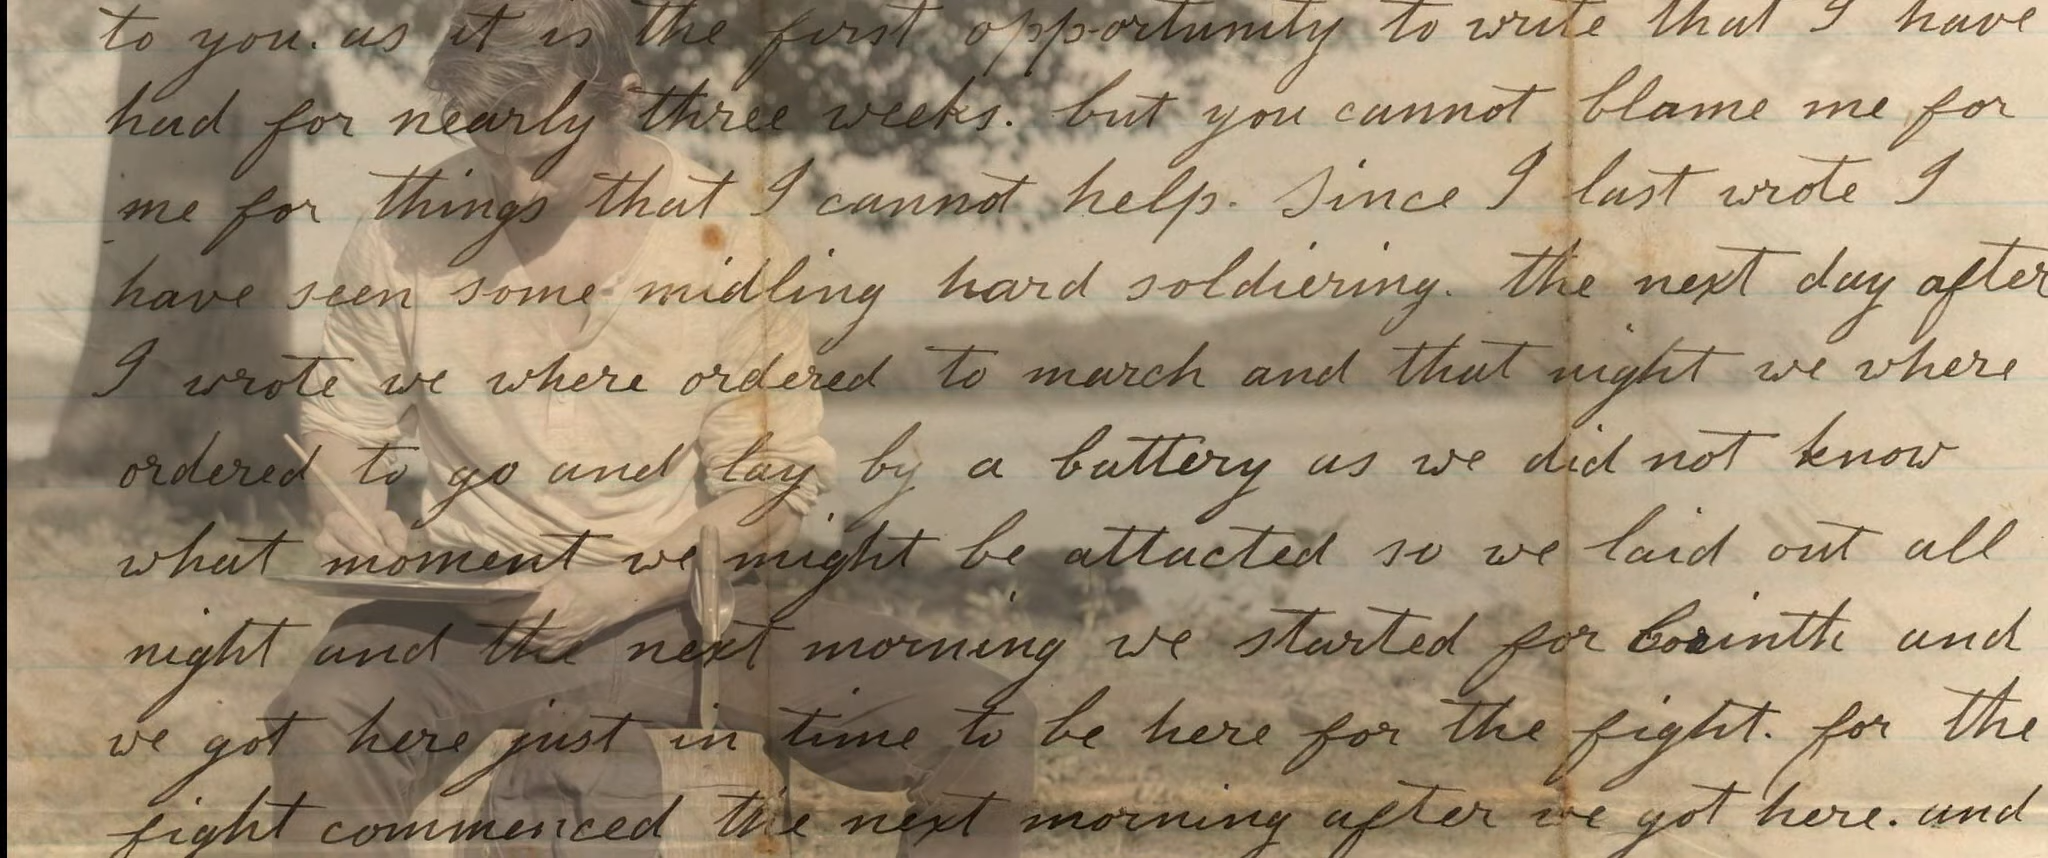 to you. as it is the first opportunity to write that I have
had for nearly three weeks. but you cannot blame me for
me for things that I cannot help. Since I last wrote I
have seen some midling hard soldiering. the next day after
I wrote we where ordered to march and that night we where
ordered to go and lay by a battery as we did not know
what moment we might be attacted so we laid out all
night and the next morning we started for Corinth and
we got here just in time to be here for the fight. for the
fight commenced the next morning after we got here. and